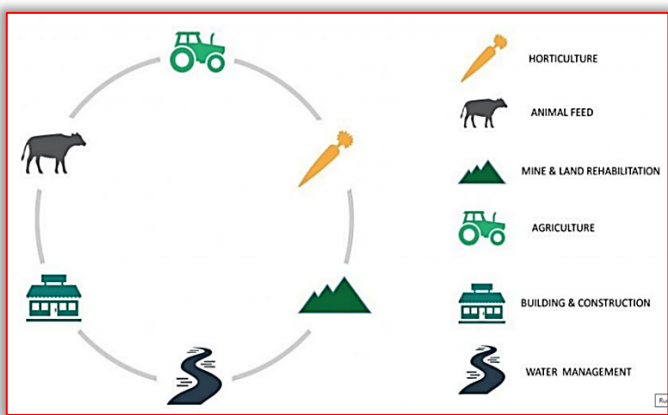 HORTICULTURE
ANIMAL FEED
MINE & LAND REHABILITATION
AGRICULTURE
BUILDING & CONSTRUCTION
WATER MANAGEMENT